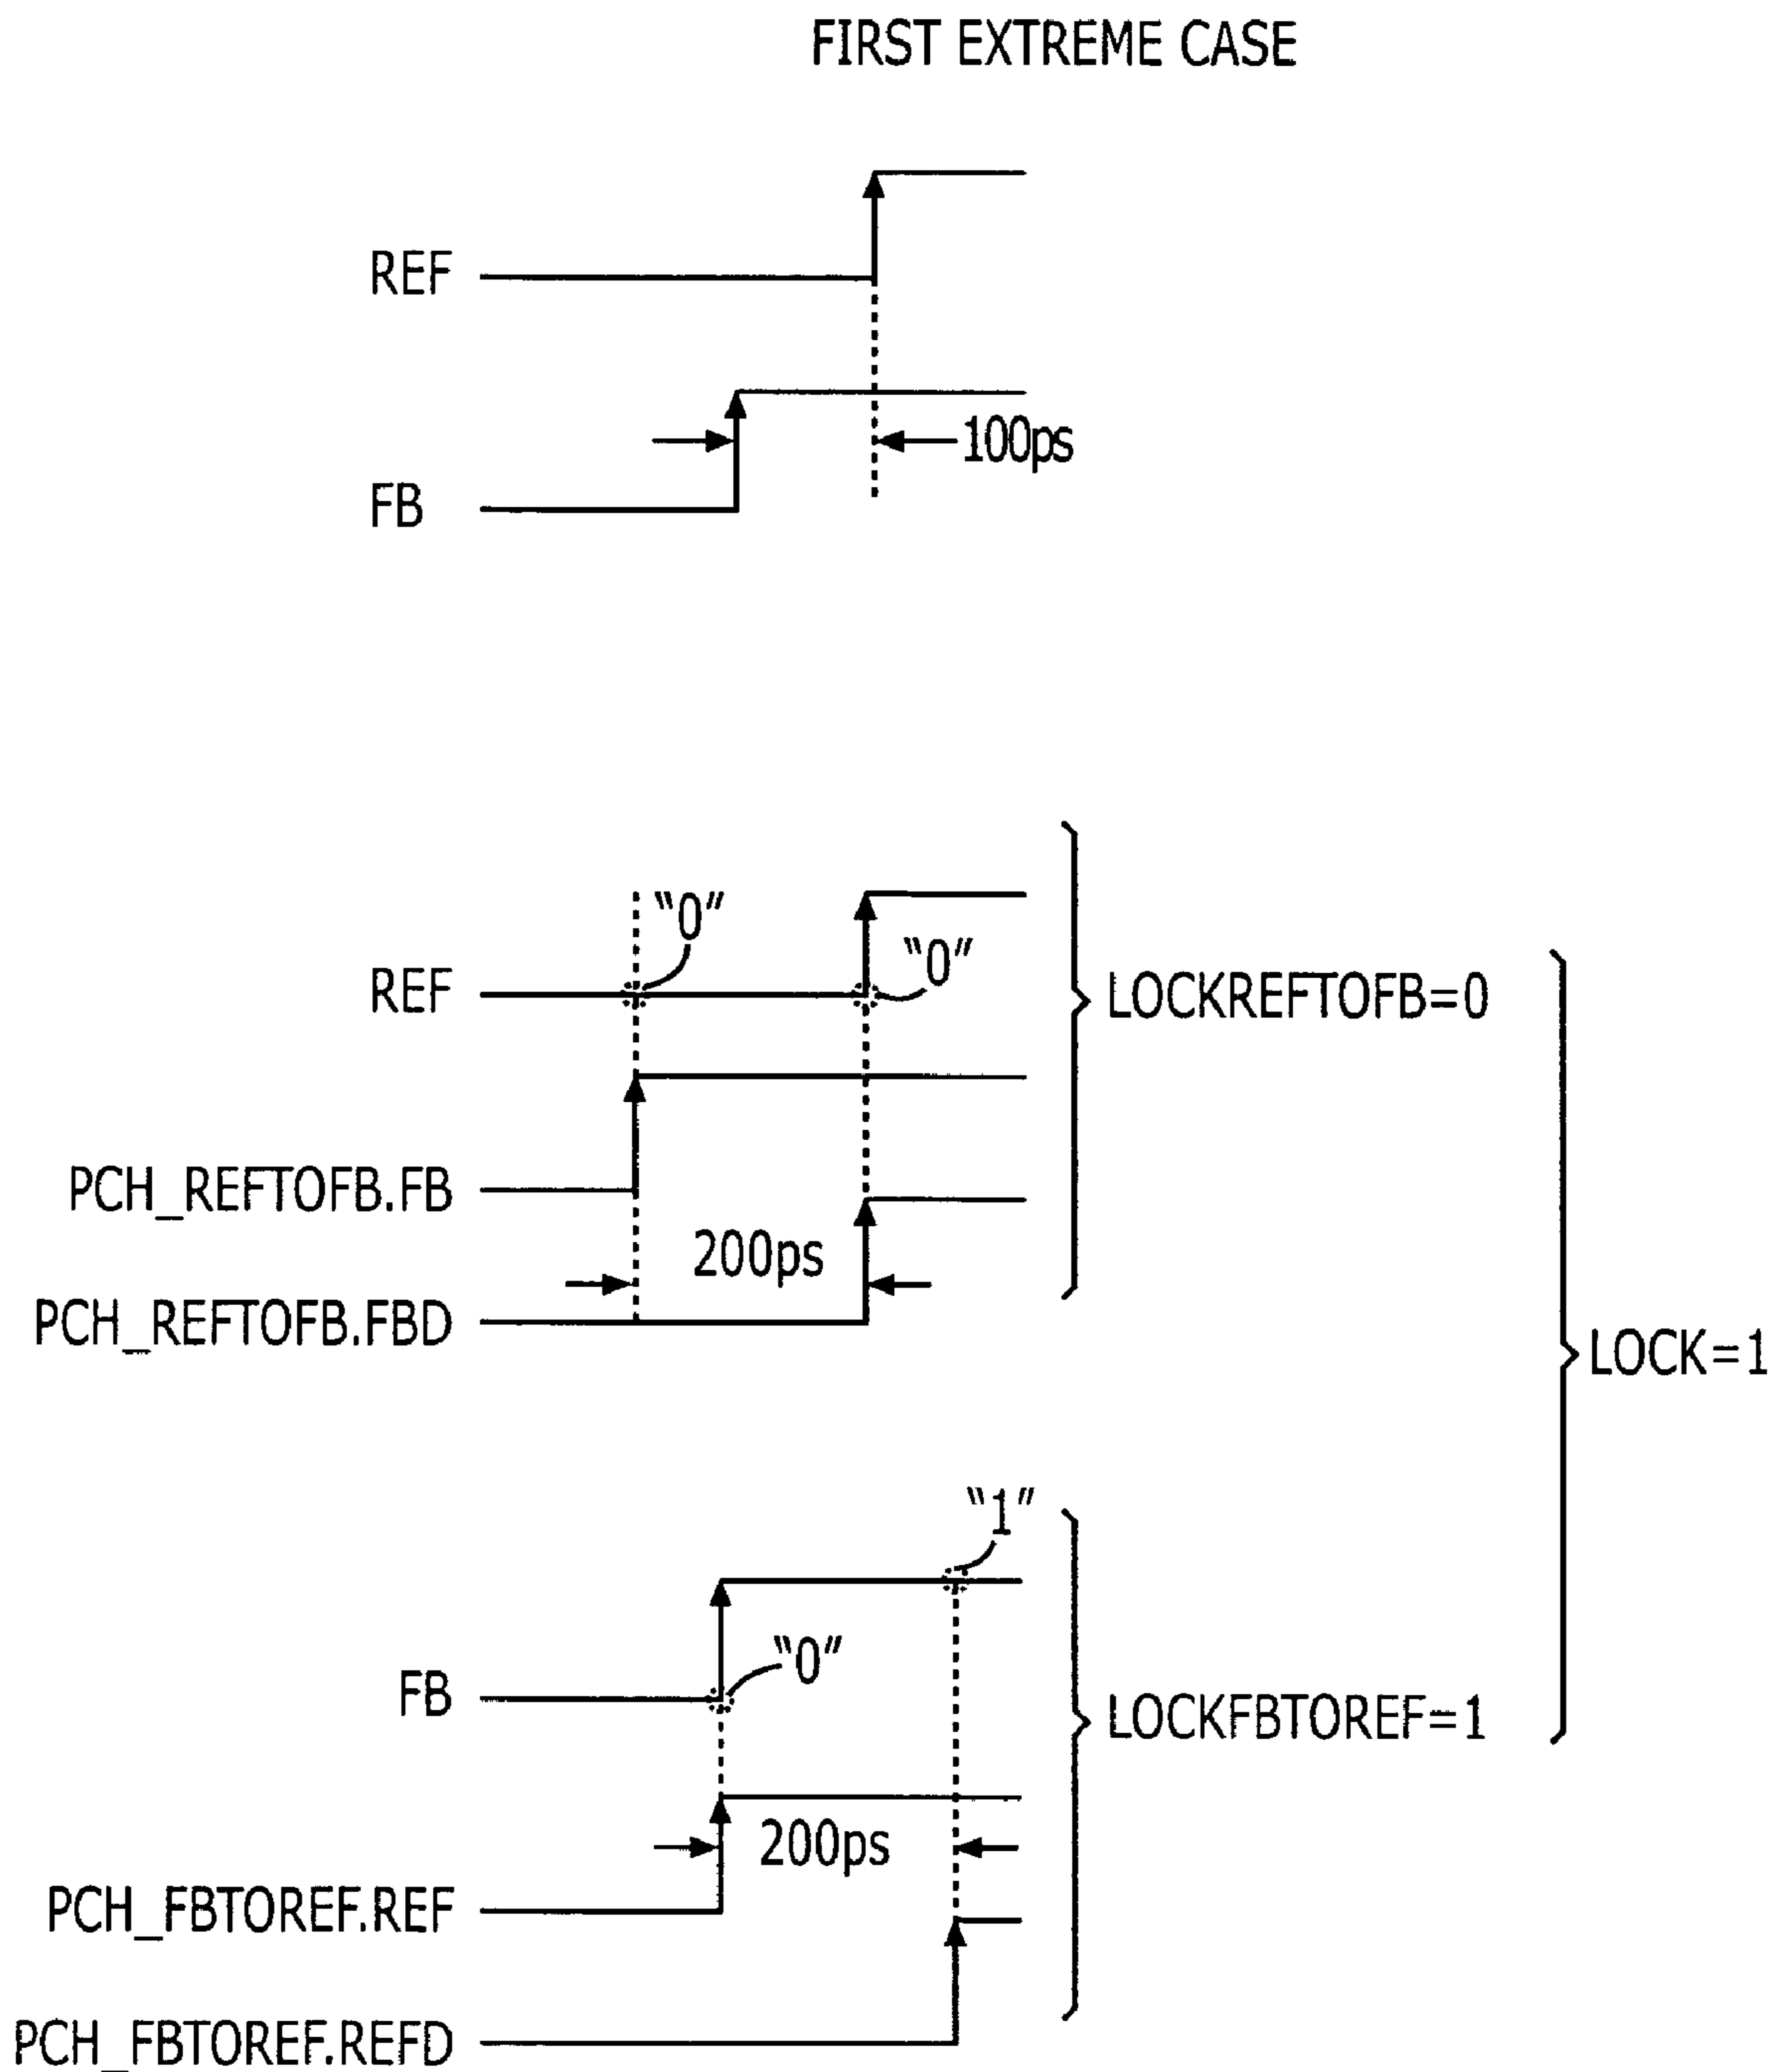 FIRST EXTREME CASE
REF
FB
100ps
“0”
“0”
REF
LOCKREFTOFB=0
PCH_REFTOFB.FB
200ps
PCH_REFTOFB.FBD
LOCK=1
“1”
“0”
FB
LOCKFBTOREF=1
200ps
PCH_FBTOREF.REF
PCH_FBTOREF.REFD